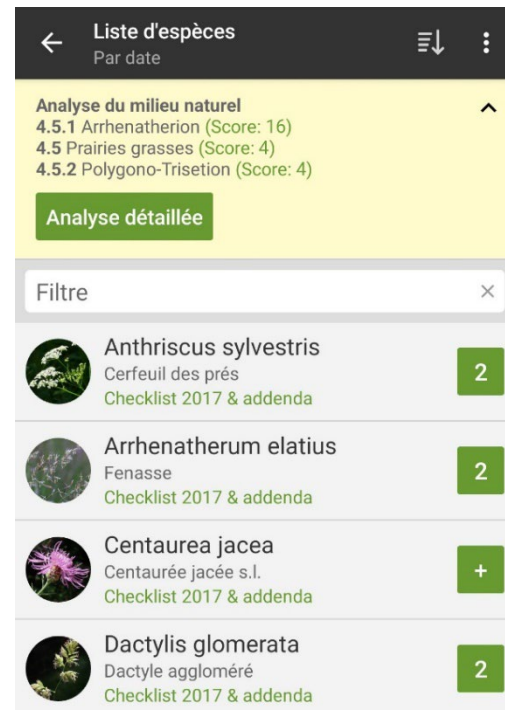 Liste d'espèces
Par date
Analyse du milieu naturel
4.5.1 Arrhenatherion (Score: 16)
4.5 Prairies grasses (Score: 4)
4.5.2 Polygono-Trisetion (Score: 4)
Analyse détaillée
Filtre
Anthriscus sylvestris
Cerfeuil des prés
Checklist 2017 & addenda
2
Arrhenatherum elatius
Fenasse
Checklist 2017 & addenda
2
Centaurea jacea
Centaurée jacée s.l.
Checklist 2017 & addenda
+
Dactylis glomerata
Dactyle aggloméré
Checklist 2017 & addenda
2